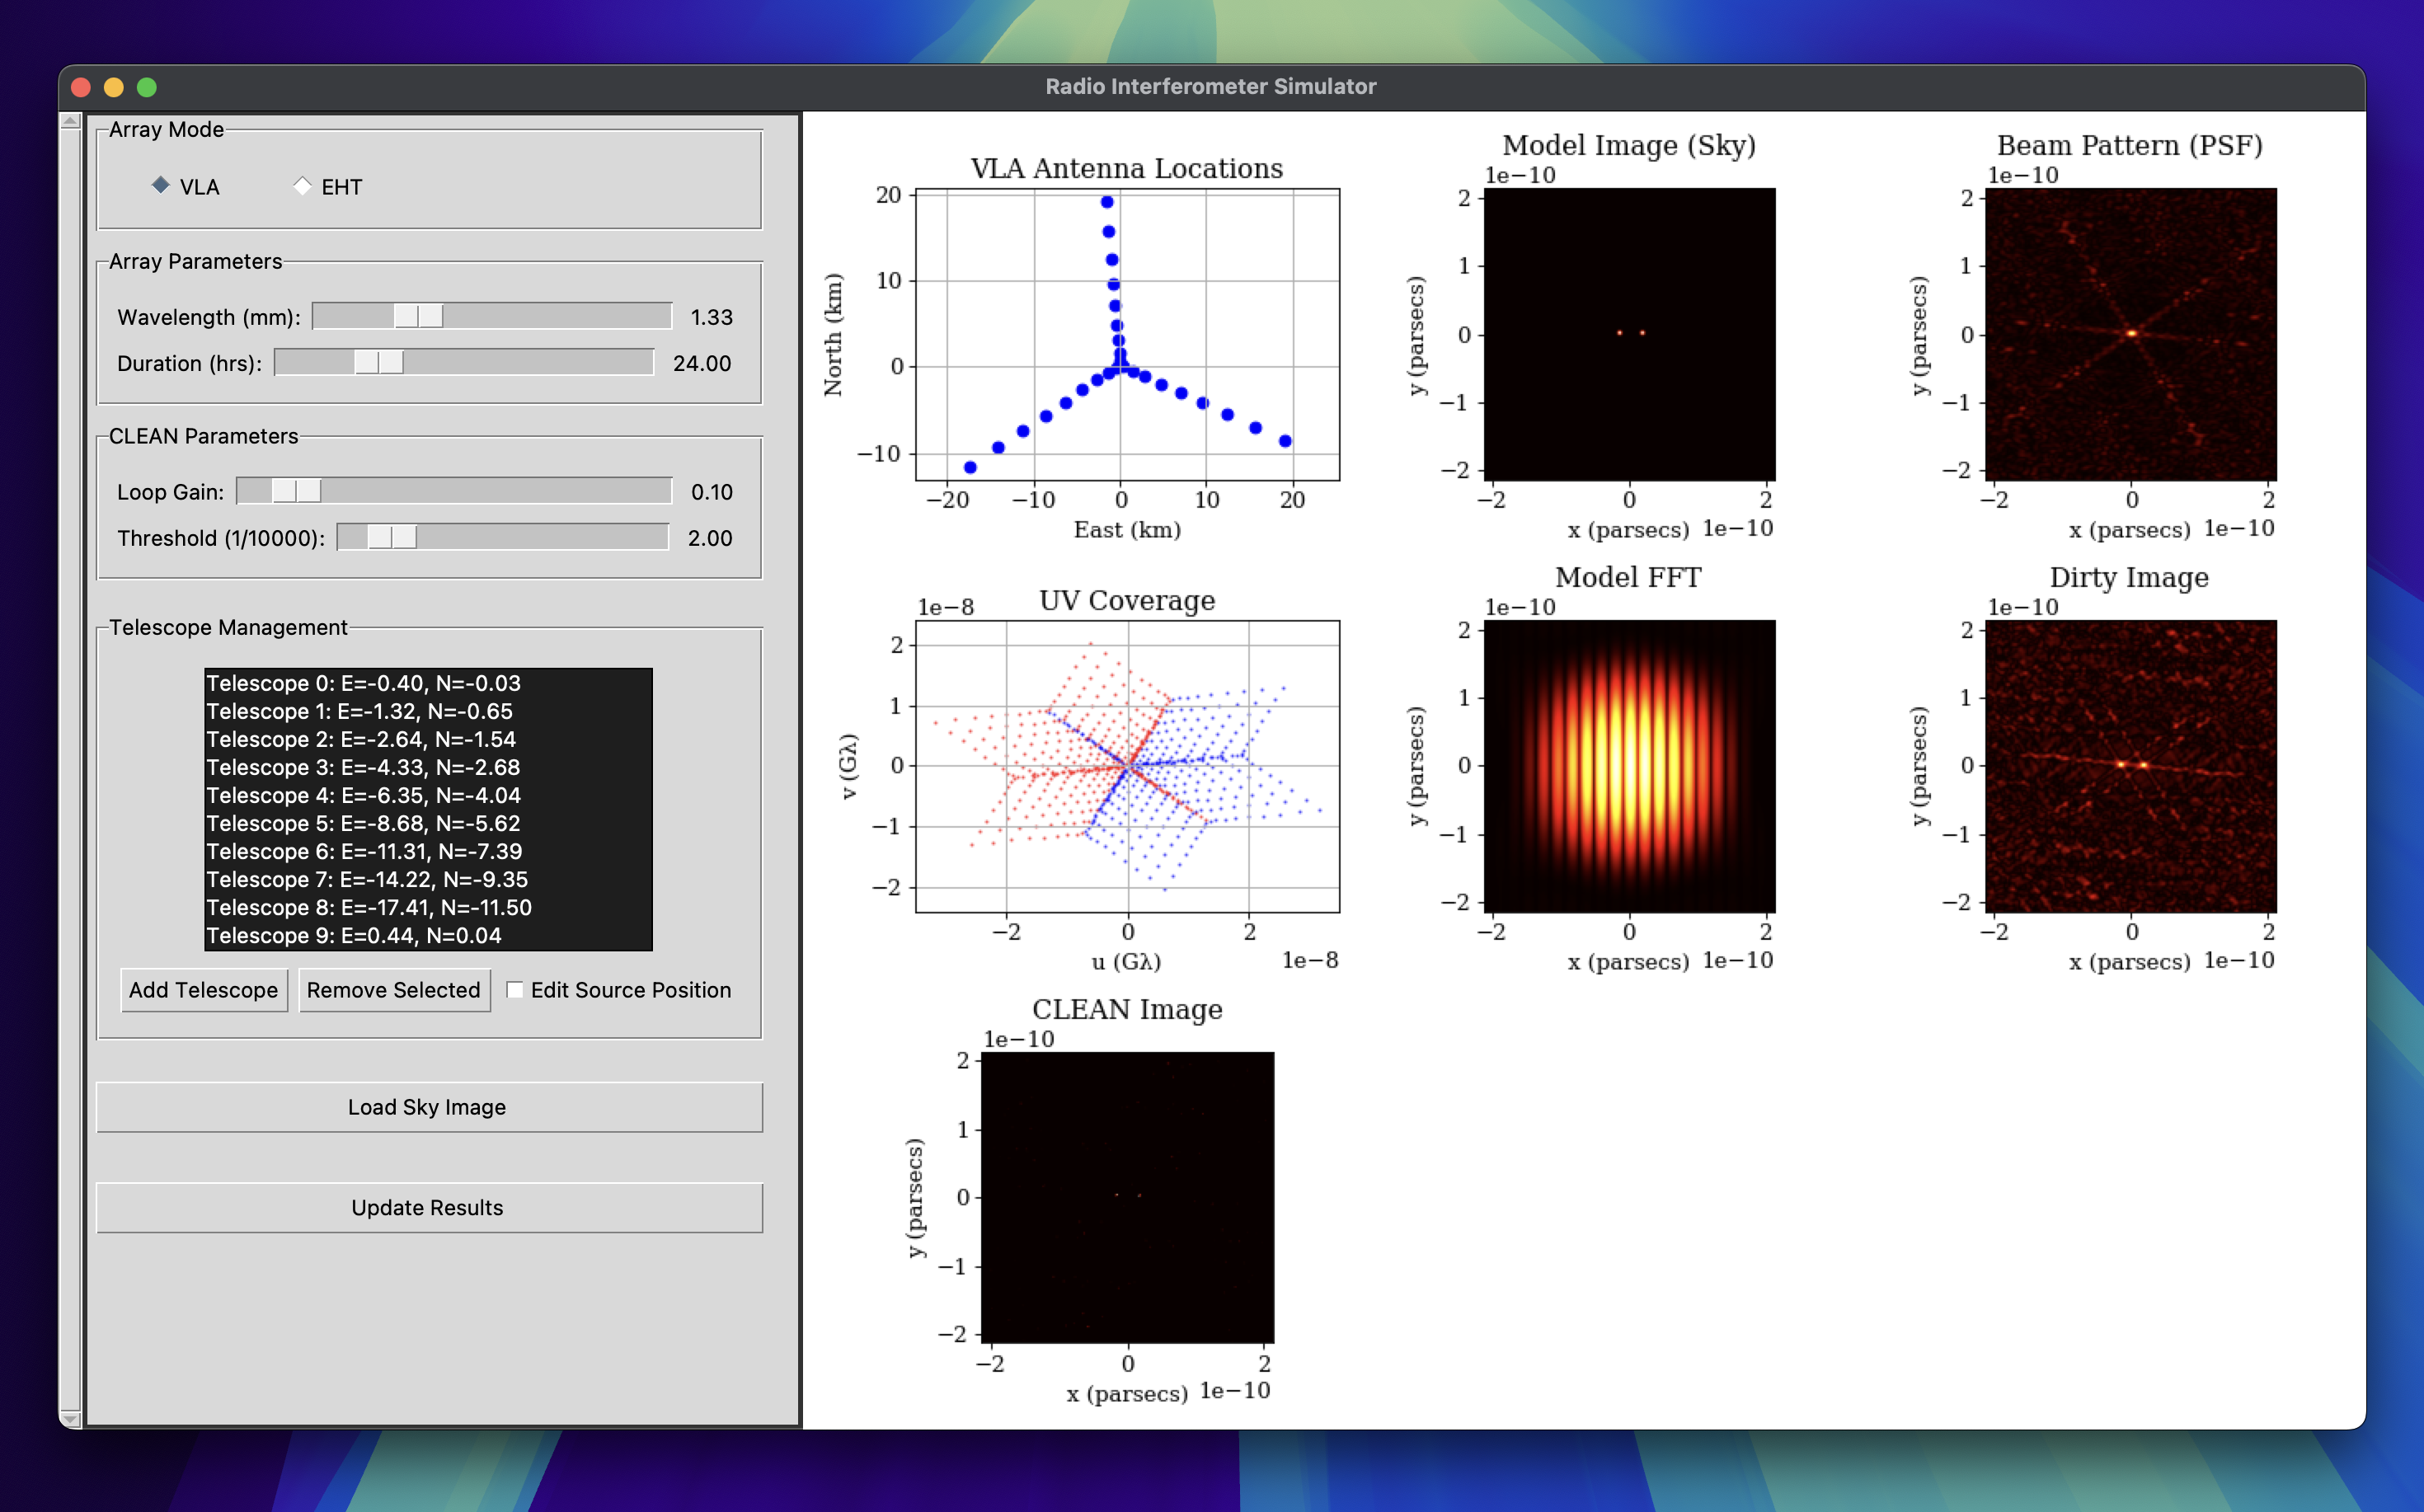 Radio Interferometer Simulator
Array Mode
VLA
EHT
Array Parameters
Wavelength (mm):
1.33
Duration (hrs):
24.00
CLEAN Parameters
Loop Gain:
0.10
Threshold (1/10000):
2.00
Telescope Management
Telescope 0: E=-0.40, N=-0.03
Telescope 1: E=-1.32, N=-0.65
Telescope 2: E=-2.64, N=-1.54
Telescope 3: E=-4.33, N=-2.68
Telescope 4: E=-6.35, N=-4.04
Telescope 5: E=-8.68, N=-5.62
Telescope 6: E=-11.31, N=-7.39
Telescope 7: E=-14.22, N=-9.35
Telescope 8: E=-17.41, N=-11.50
Telescope 9: E=0.44, N=0.04
Add Telescope
Remove Selected
Edit Source Position
Load Sky Image
Update Results
VLA Antenna Locations
20
10
0
−10
North (km)
−20 −10 0 10 20
East (km)
Model Image (Sky)
1e−10
2
1
0
−1
−2
y (parsecs)
−2 0 2
x (parsecs) 1e−10
Beam Pattern (PSF)
1e−10
2
1
0
−1
−2
y (parsecs)
−2 0 2
x (parsecs) 1e−10
UV Coverage
1e−8
2
1
0
−1
−2
v (Gλ)
−2 0 2
u (Gλ) 1e−8
Model FFT
1e−10
2
1
0
−1
−2
y (parsecs)
−2 0 2
x (parsecs) 1e−10
Dirty Image
1e−10
2
1
0
−1
−2
y (parsecs)
−2 0 2
x (parsecs) 1e−10
CLEAN Image
1e−10
2
1
0
−1
−2
y (parsecs)
−2 0 2
x (parsecs) 1e−10